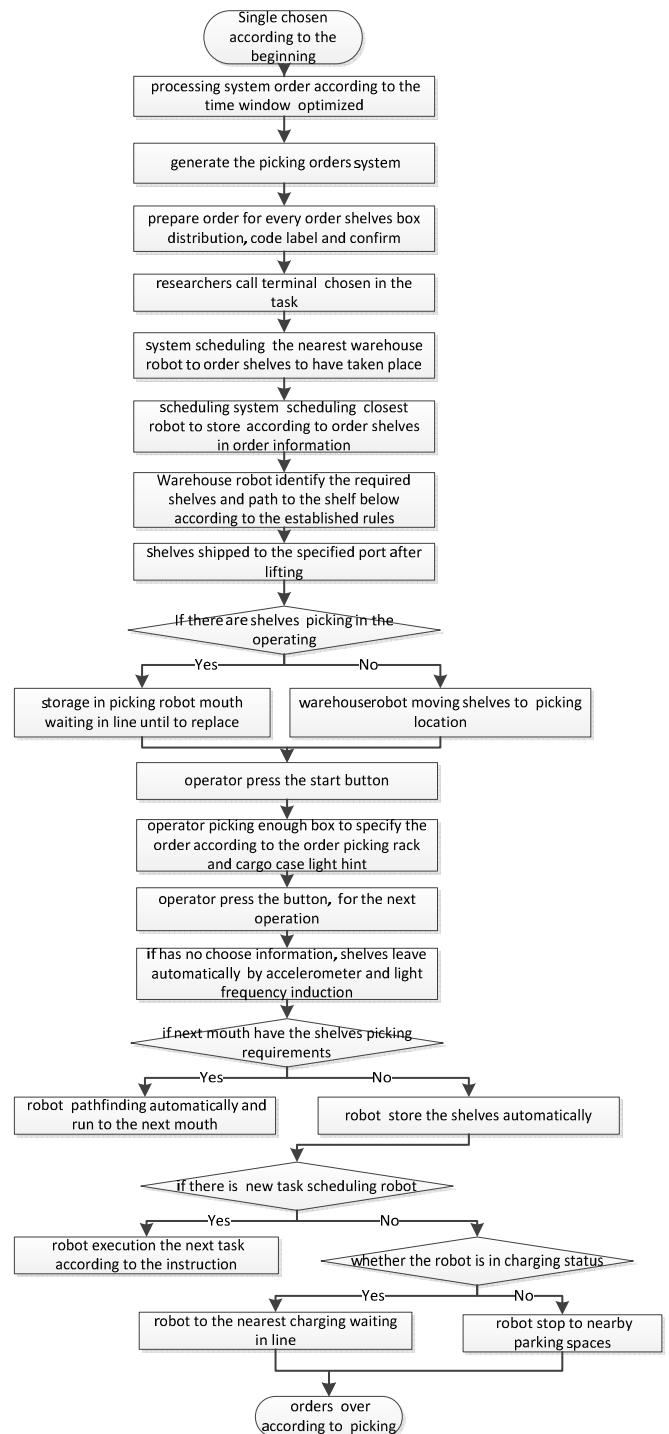 Single chosen
according to the
beginning
processing system order according to the
time window optimized
generate the picking orders system
prepare order for every order shelves box
distribution, code label and confirm
researchers call terminal chosen in the
task
system scheduling the nearest warehouse
robot to order shelves to have taken place
scheduling system scheduling closest
robot to store according to order shelves
in order information
Warehouse robot identify the required
shelves and path to the shelf below
according to the established rules
Shelves shipped to the specified port after
lifting
If there are shelves picking in the
operating
Yes
No
storage in picking robot mouth
waiting in line until to replace
warehouserobot moving shelves to picking
location
operator press the start button
operator picking enough box to specify the
order according to the order picking rack
and cargo case light hint
operator press the button, for the next
operation
if has no choose information, shelves leave
automatically by accelerometer and light
frequency induction
if next mouth have the shelves picking
requirements
Yes
No
robot pathfinding automatically and
run to the next mouth
robot store the shelves automatically
if there is new task scheduling robot
Yes
No
robot execution the next task
according to the instruction
whether the robot is in charging status
Yes
No
robot to the nearest charging waiting
in line
robot stop to nearby
parking spaces
orders over
according to picking